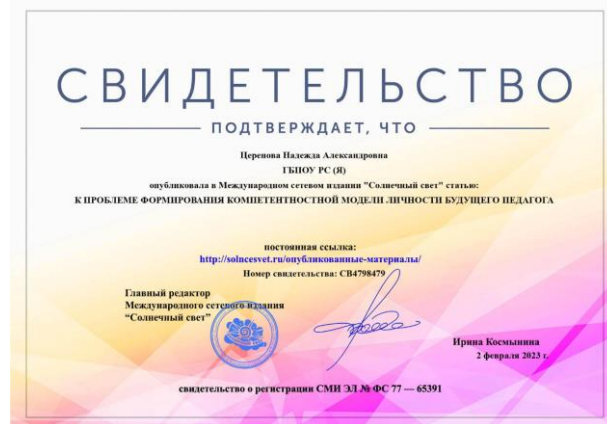 СВИДЕТЕЛЬСТВО
ПОДТВЕРЖДАЕТ, ЧТО
Церенова Надежда Александровна
ГБПОУ РС (Я)
опубликовала в Международном сетевом издании "Солнечный свет" статью:
К ПРОБЛЕМЕ ФОРМИРОВАНИЯ КОМПЕТЕНТНОСТНОЙ МОДЕЛИ ЛИЧНОСТИ БУДУЩЕГО ПЕДАГОГА
постоянная ссылка:
http://solncesvet.ru/опубликованные-материалы/
Номер свидетельства: СВ4798479
Главный редактор
Международного сетевого издания
“Солнечный свет”
Ирина Космынина
2 февраля 2023 г.
свидетельство о регистрации СМИ ЭЛ № ФС 77 — 65391